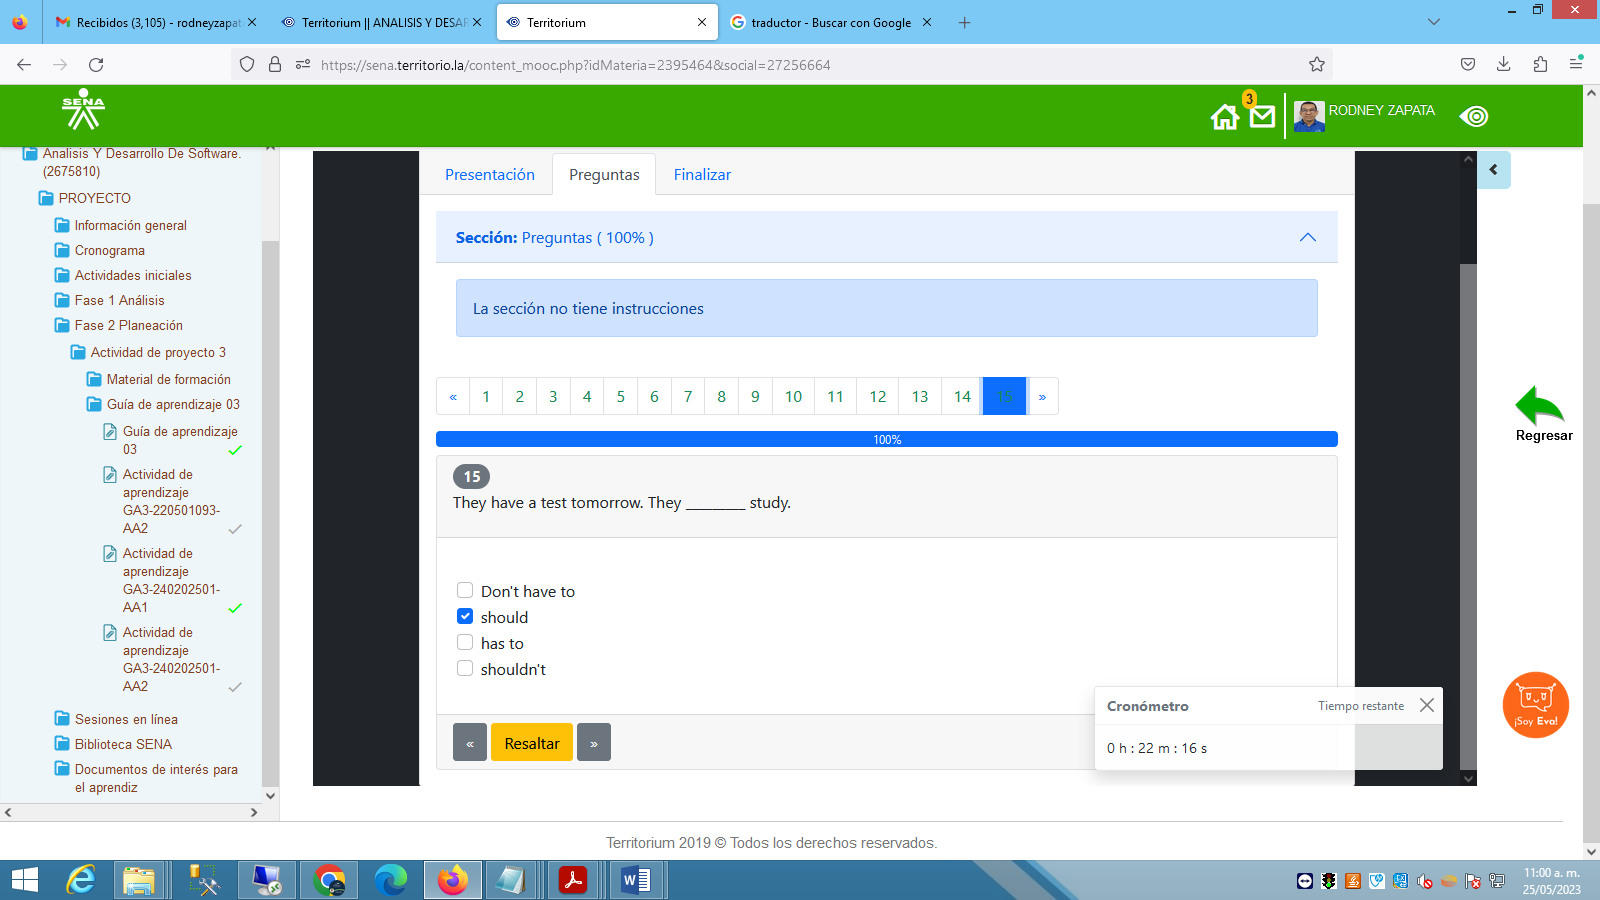 Recibidos (3,105) - rodneyzapat
Territorium || ANALISIS Y DESAR
Territorium
traductor - Buscar con Google
https://sena.territorio.la/content_mooc.php?idMateria=2395464&social=27256664
SENA
3
RODNEY ZAPATA
Analisis Y Desarrollo De Software.
(2675810)
PROYECTO
Información general
Cronograma
Actividades iniciales
Fase 1 Análisis
Fase 2 Planeación
Actividad de proyecto 3
Material de formación
Guía de aprendizaje 03
Guía de aprendizaje
03
Actividad de
aprendizaje
GA3-220501093-
AA2
Actividad de
aprendizaje
GA3-240202501-
AA1
Actividad de
aprendizaje
GA3-240202501-
AA2
Sesiones en línea
Biblioteca SENA
Documentos de interés para
el aprendiz
Presentación
Preguntas
Finalizar
Sección: Preguntas ( 100% )
La sección no tiene instrucciones
« 1 2 3 4 5 6 7 8 9 10 11 12 13 14 15 »
100%
15
They have a test tomorrow. They ________ study.
Don't have to
should
has to
shouldn't
« Resaltar »
Cronómetro
Tiempo restante
0 h : 22 m : 16 s
Regresar
¡Soy Eva!
Territorium 2019 © Todos los derechos reservados.
11:00 a. m.
25/05/2023